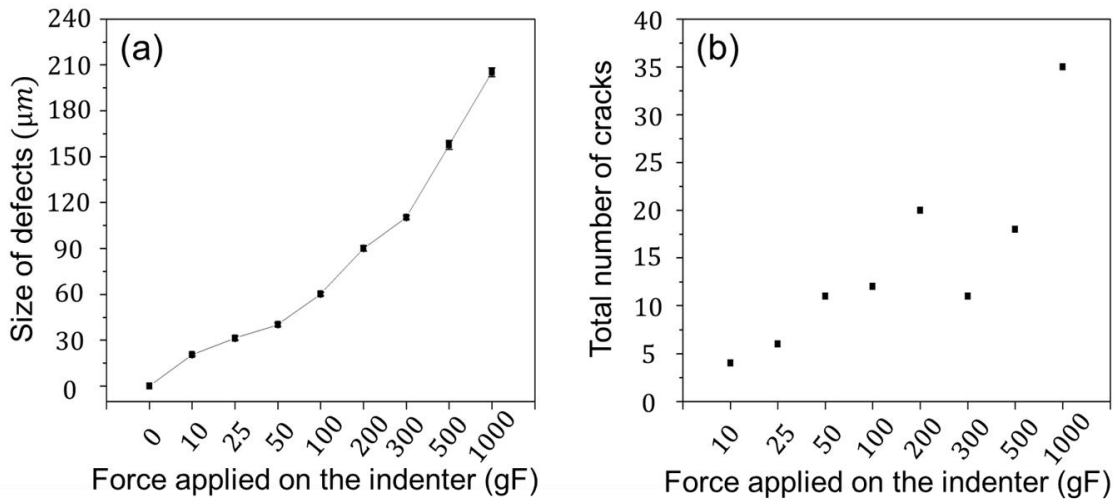 (a)
Size of defects (μm)
240
210
180
150
120
90
60
30
0
0 10 25 50 100 200 300 500 1000
Force applied on the indenter (gF)
(b)
Total number of cracks
40
35
30
25
20
15
10
5
0
10 25 50 100 200 300 500 1000
Force applied on the indenter (gF)